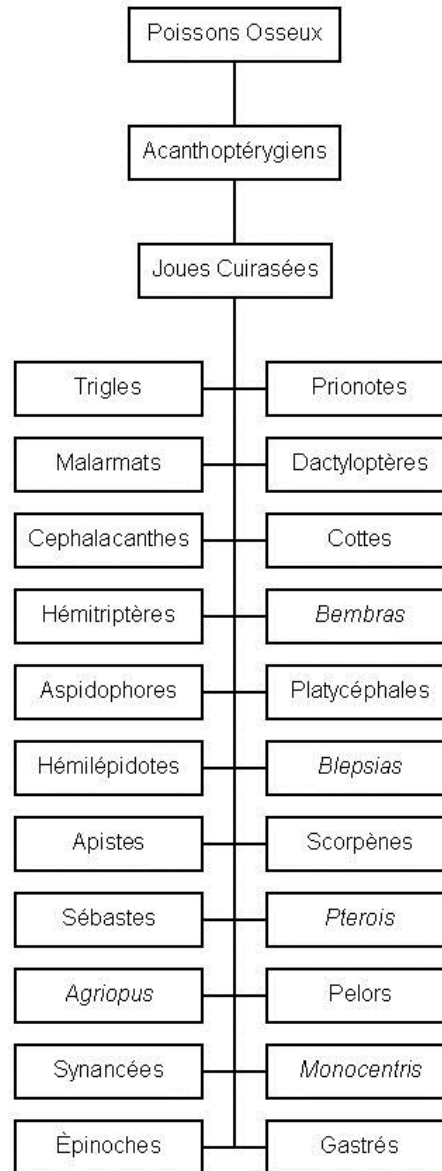 Poissons Osseux
Acanthoptérygiens
Joues Cuirasées
Trigles
Prionotes
Malarmats
Dactyloptères
Cephalacanthes
Cottes
Hémitriptères
Bembras
Aspidophores
Platycéphales
Hémilépidotes
Blepsias
Apistes
Scorpènes
Sébastes
Pterois
Agriopus
Pelors
Synancées
Monocentris
Èpinoches
Gastrés